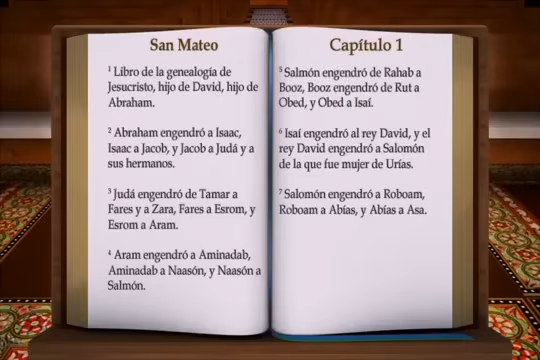 San Mateo
¹ Libro de la genealogía de
Jesucristo, hijo de David, hijo de
Abraham.
² Abraham engendró a Isaac,
Isaac a Jacob, y Jacob a Judá y a
sus hermanos.
³ Judá engendró de Tamar a
Fares y a Zara, Fares a Esrom, y
Esrom a Aram.
⁴ Aram engendró a Aminadab,
Aminadab a Naasón, y Naasón a
Salmón.
Capítulo 1
⁵ Salmón engendró de Rahab a
Booz, Booz engendró de Rut a
Obed, y Obed a Isaí.
⁶ Isaí engendró al rey David, y el
rey David engendró a Salomón
de la que fue mujer de Urías.
⁷ Salomón engendró a Roboam,
Roboam a Abías, y Abías a Asa.